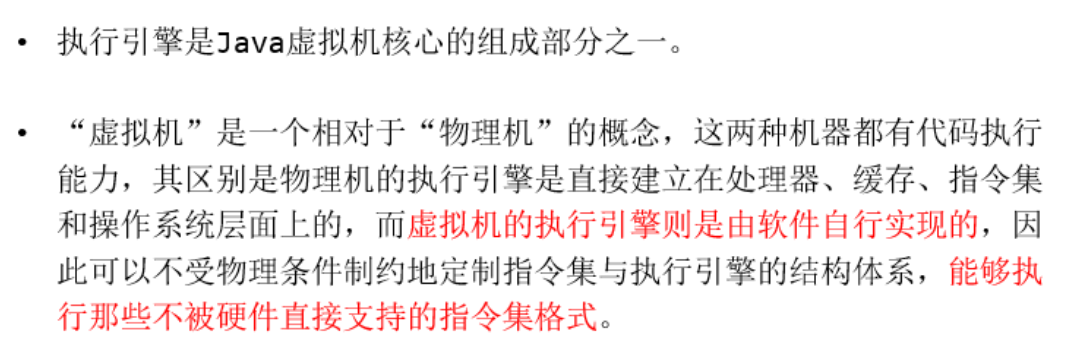 • 执行引擎是Java虚拟机核心的组成部分之一。
• “虚拟机”是一个相对于“物理机”的概念，这两种机器都有代码执行
能力，其区别是物理机的执行引擎是直接建立在处理器、缓存、指令集
和操作系统层面上的，而虚拟机的执行引擎则是由软件自行实现的，因
此可以不受物理条件制约地定制指令集与执行引擎的结构体系，能够执
行那些不被硬件直接支持的指令集格式。